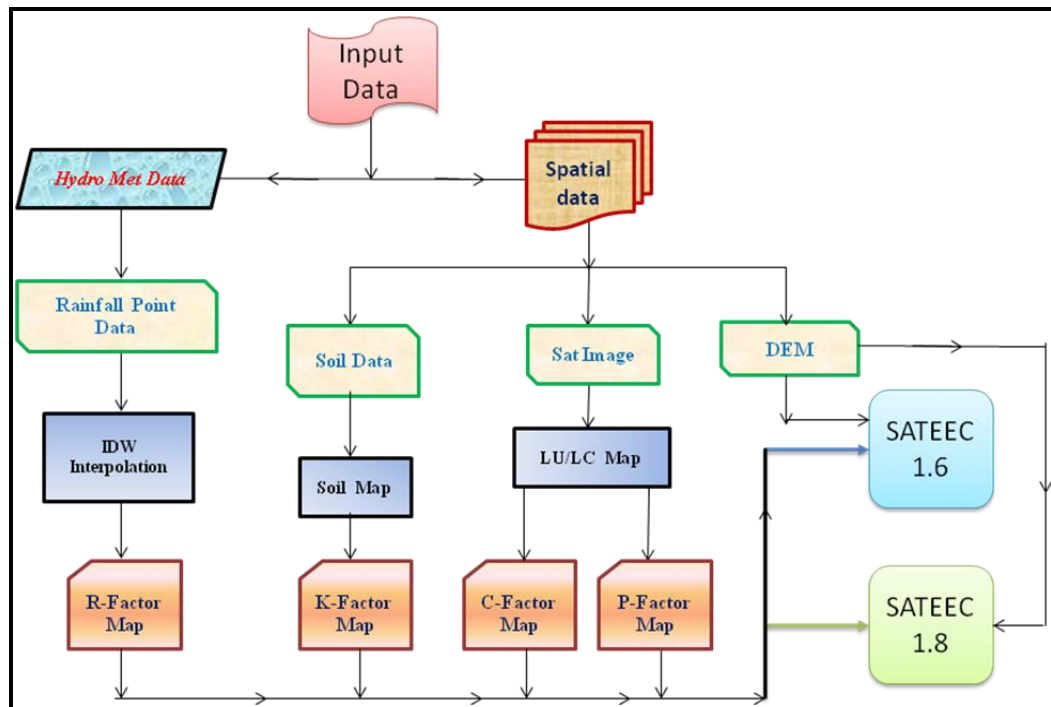 Input
Data
Hydro Met Data
Spatial
data
Rainfall Point
Data
Soil Data
Sat Image
DEM
IDW
Interpolation
Soil Map
LU/LC Map
SATEEC
1.6
R-Factor
Map
K-Factor
Map
C-Factor
Map
P-Factor
Map
SATEEC
1.8